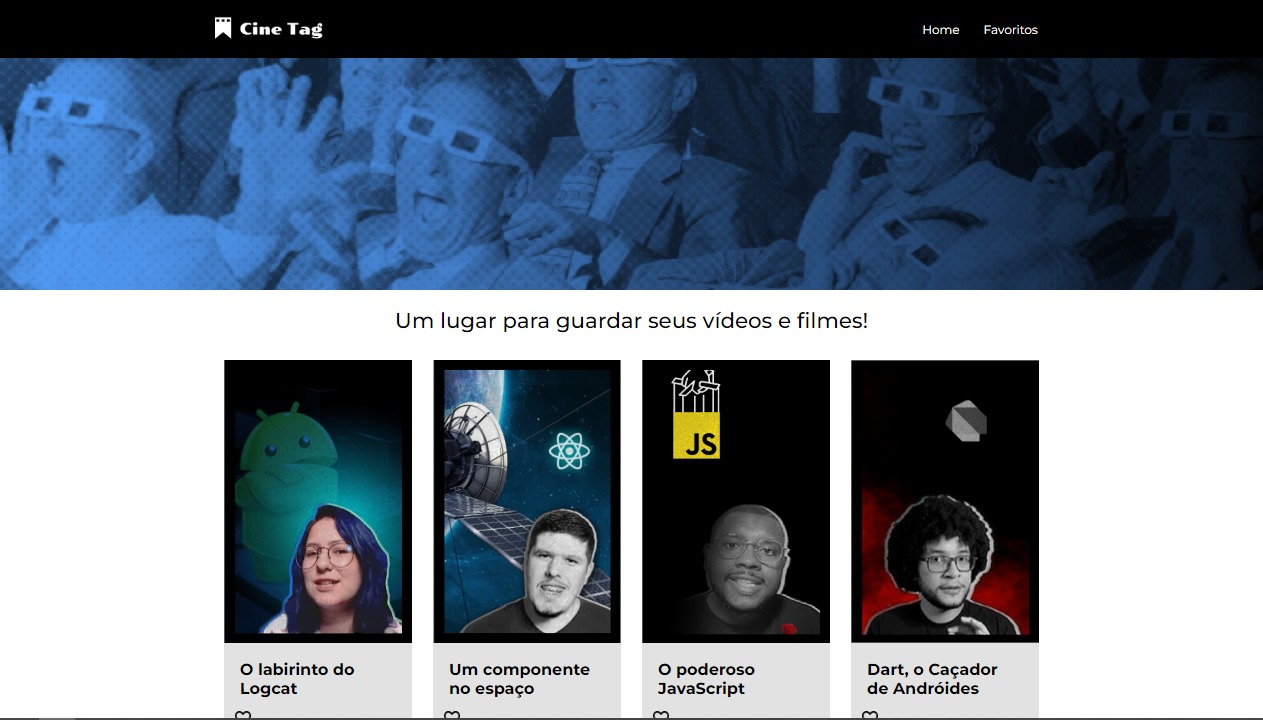 Cine Tag
Home
Favoritos
Um lugar para guardar seus vídeos e filmes!
JS
O labirinto do
Logcat
Um componente
no espaço
O poderoso
JavaScript
Dart, o Caçador
de Andróides